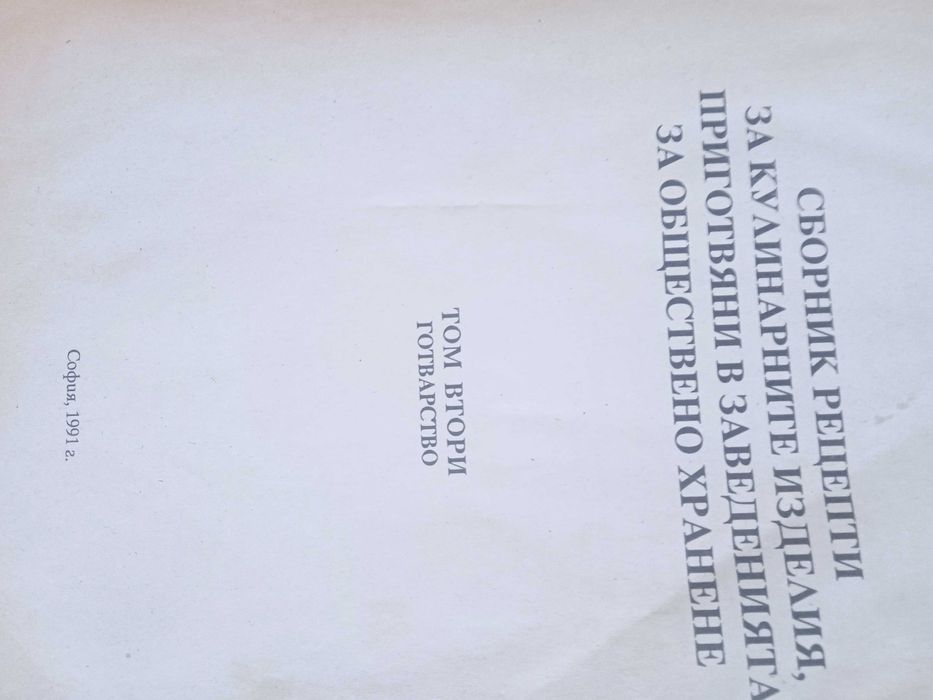 СБОРНИК РЕЦЕПТИ
ЗА КУЛИНАРНИТЕ ИЗДЕЛИЯ,
ПРИГОТВЯНИ В ЗАВЕДЕНИЯТА
ЗА ОБЩЕСТВЕНО ХРАНЕНЕ
ТОМ ВТОРИ
ГОТВАРСТВО
София, 1991 г.